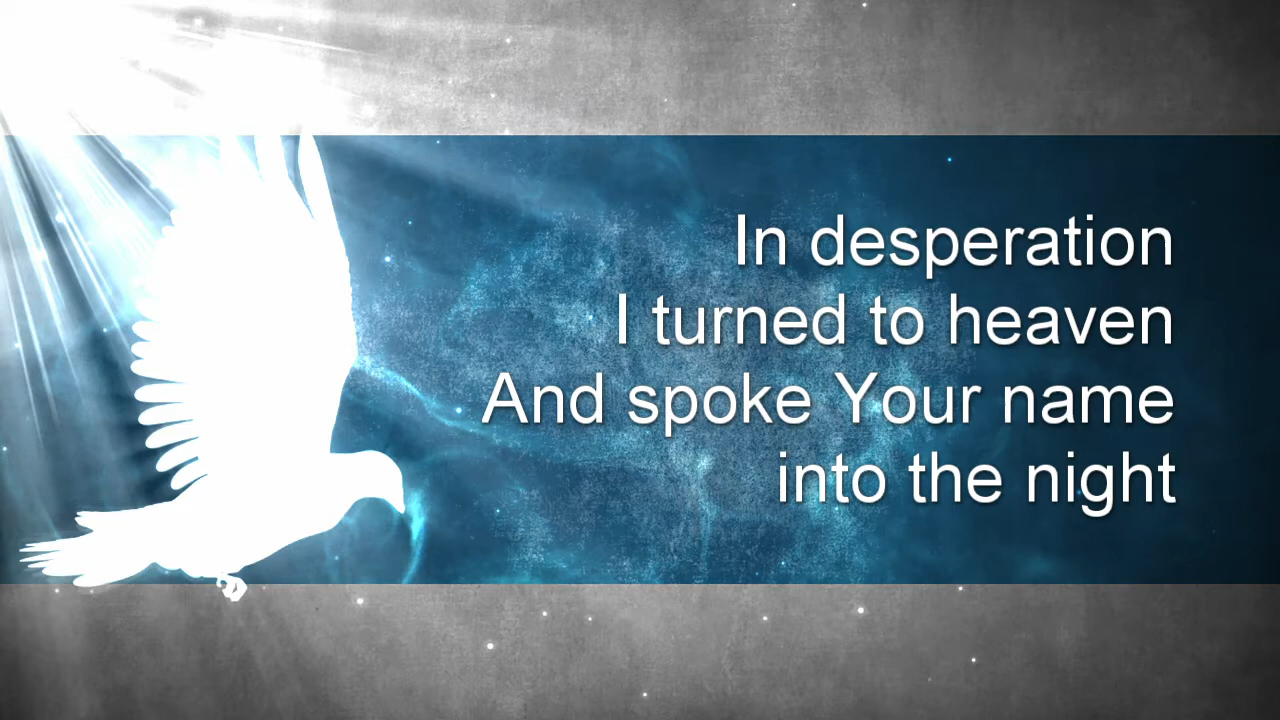 In desperation
I turned to heaven
And spoke Your name
into the night